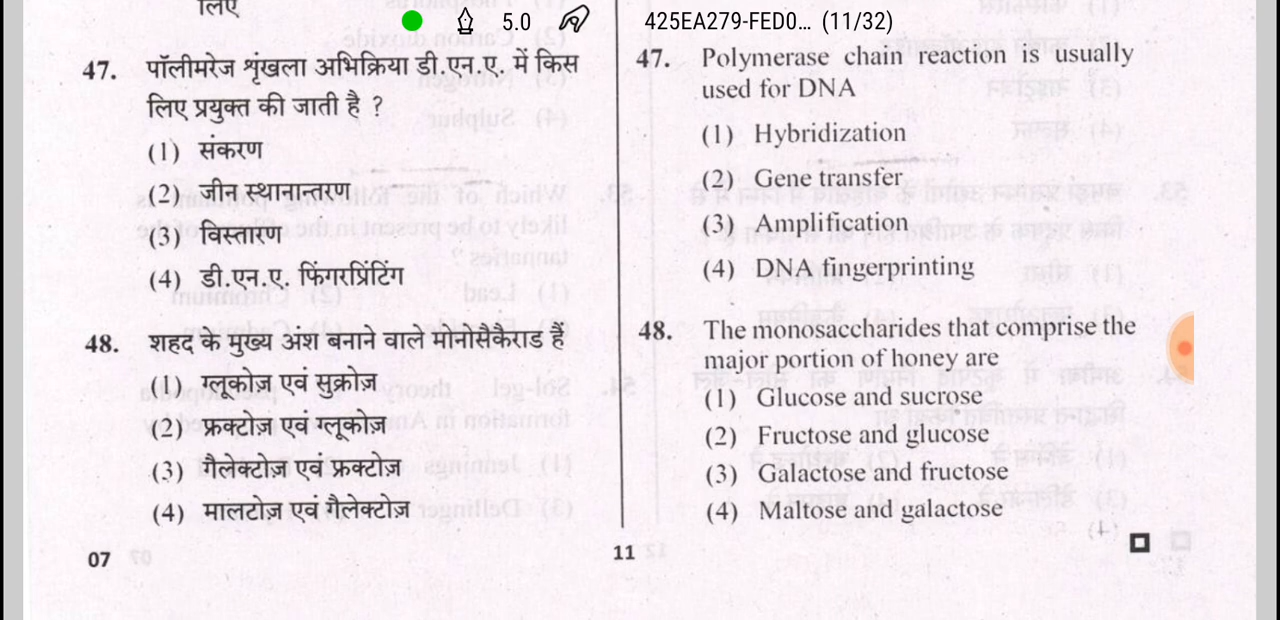 लिए
5.0
425EA279-FED0... (11/32)
47. पॉलीमरेज शृंखला अभिक्रिया डी.एन.ए. में किस
लिए प्रयुक्त की जाती है ?
(1) संकरण
(2) जीन स्थानान्तरण
(3) विस्तारण
(4) डी.एन.ए. फिंगरप्रिंटिंग
48. शहद के मुख्य अंश बनाने वाले मोनोसैकैराड हैं
(1) ग्लूकोज़ एवं सुक्रोज़
(2) फ्रक्टोज़ एवं ग्लूकोज़
(3) गैलेक्टोज़ एवं फ्रक्टोज़
(4) मालटोज़ एवं गैलेक्टोज़
47. Polymerase chain reaction is usually
used for DNA
(1) Hybridization
(2) Gene transfer
(3) Amplification
(4) DNA fingerprinting
48. The monosaccharides that comprise the
major portion of honey are
(1) Glucose and sucrose
(2) Fructose and glucose
(3) Galactose and fructose
(4) Maltose and galactose
07
11